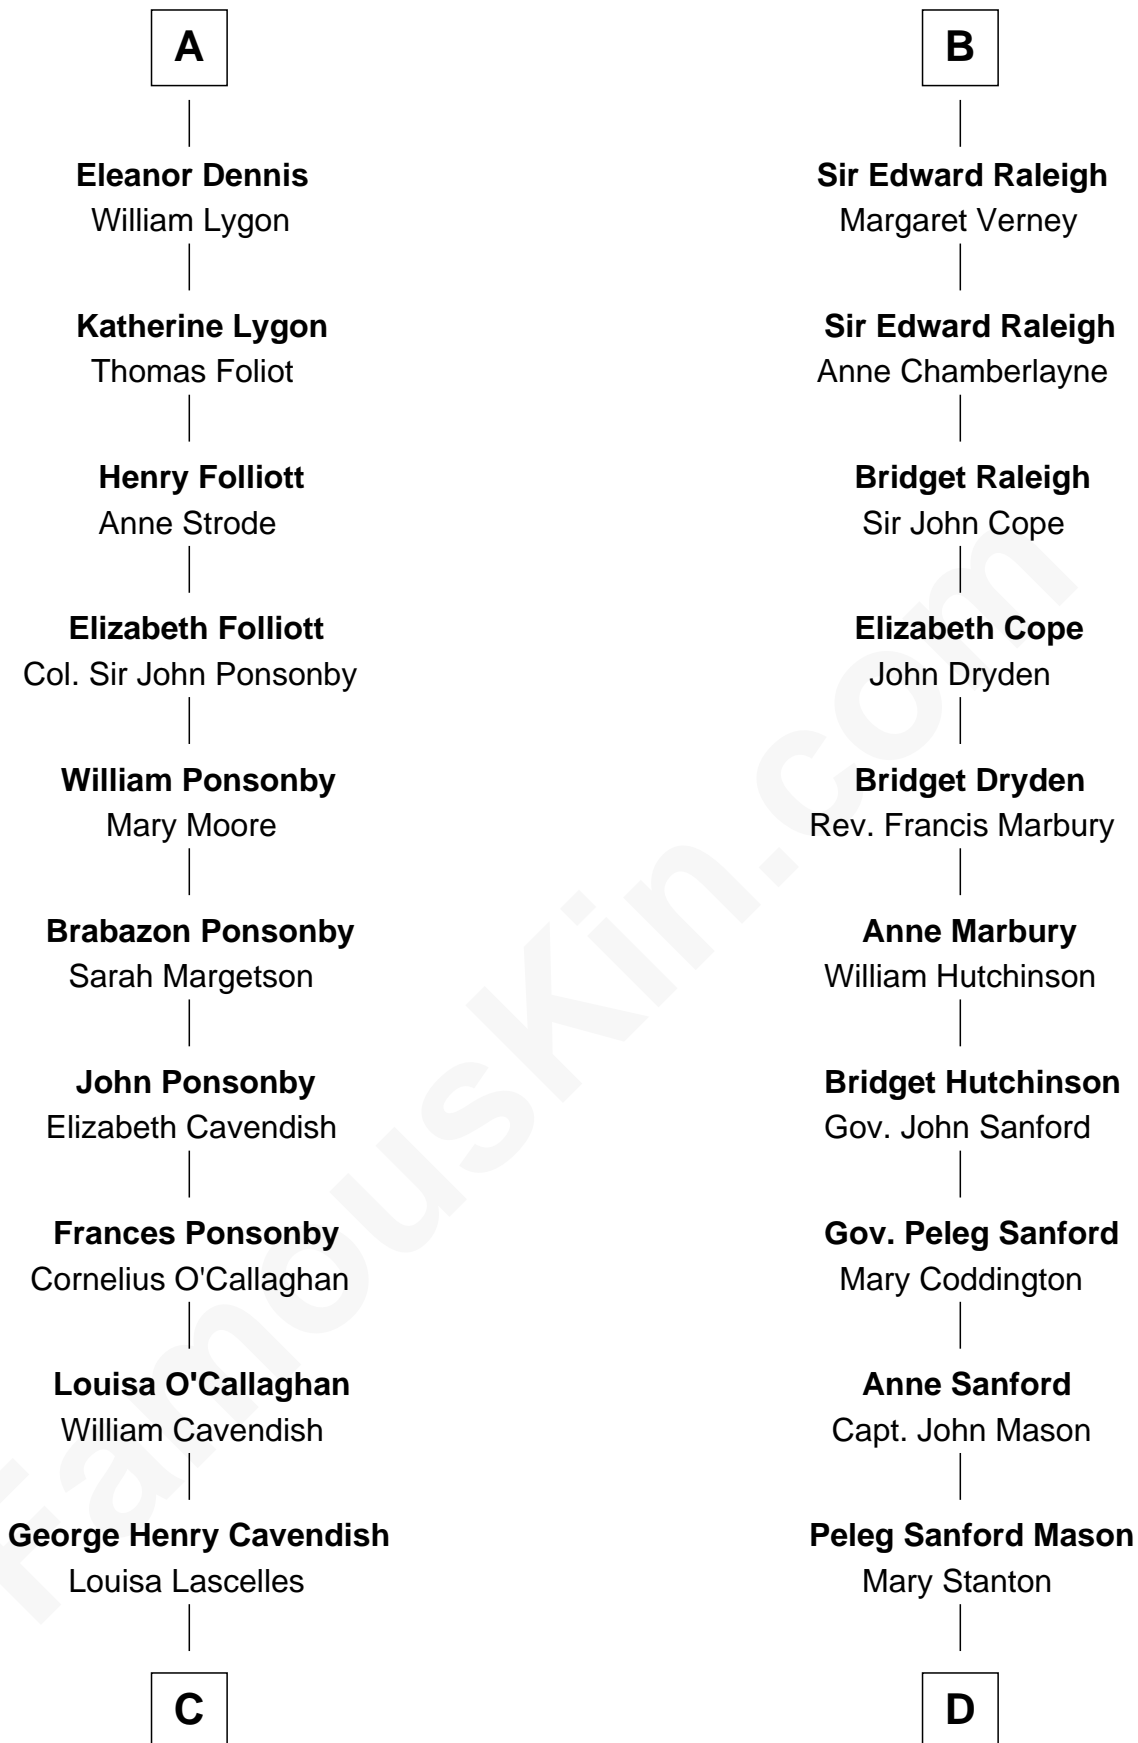 A
Eleanor Dennis
William Lygon
Katherine Lygon
Thomas Foliot
Henry Folliott
Anne Strode
Elizabeth Folliott
Col. Sir John Ponsonby
William Ponsonby
Mary Moore
Brabazon Ponsonby
Sarah Margetson
John Ponsonby
Elizabeth Cavendish
Frances Ponsonby
Cornelius O'Callaghan
Louisa O'Callaghan
William Cavendish
George Henry Cavendish
Louisa Lascelles
C
B
Sir Edward Raleigh
Margaret Verney
Sir Edward Raleigh
Anne Chamberlayne
Bridget Raleigh
Sir John Cope
Elizabeth Cope
John Dryden
Bridget Dryden
Rev. Francis Marbury
Anne Marbury
William Hutchinson
Bridget Hutchinson
Gov. John Sanford
Gov. Peleg Sanford
Mary Coddington
Anne Sanford
Capt. John Mason
Peleg Sanford Mason
Mary Stanton
D
FamousKin.com